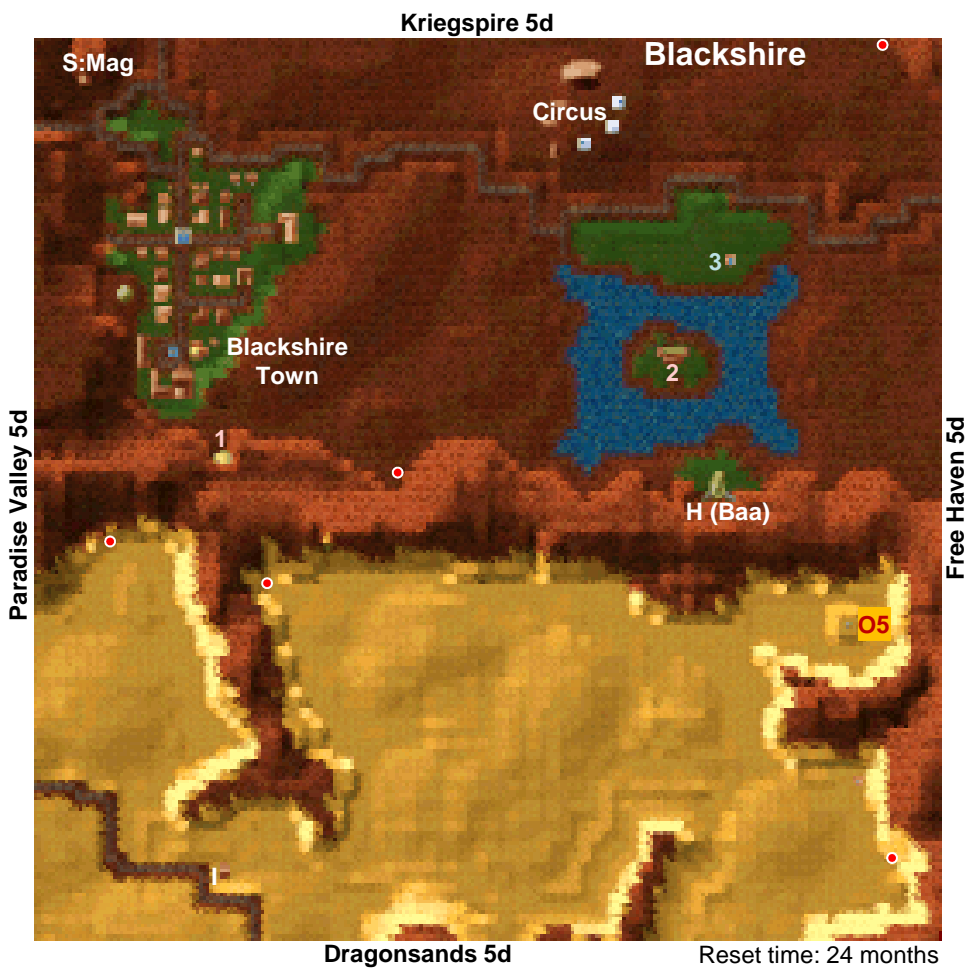 Kriegspire 5d
S:Mag
Blackshire
Circus
3
Blackshire
Town
2
1
Paradise Valley 5d
Free Haven 5d
H (Baa)
O5
I
Dragonsands 5d
Reset time: 24 months